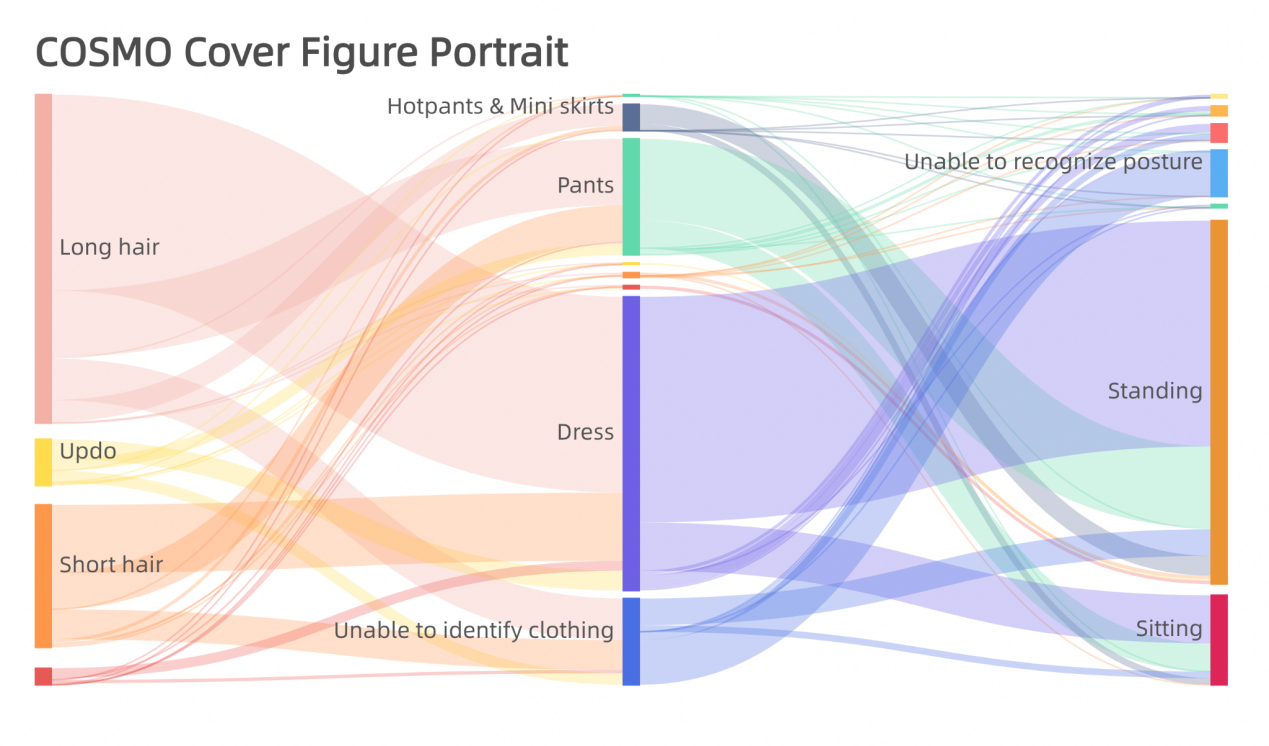 COSMO Cover Figure Portrait
Hotpants & Mini skirts
Unable to recognize posture
Pants
Long hair
Standing
Dress
Updo
Short hair
Unable to identify clothing
Sitting